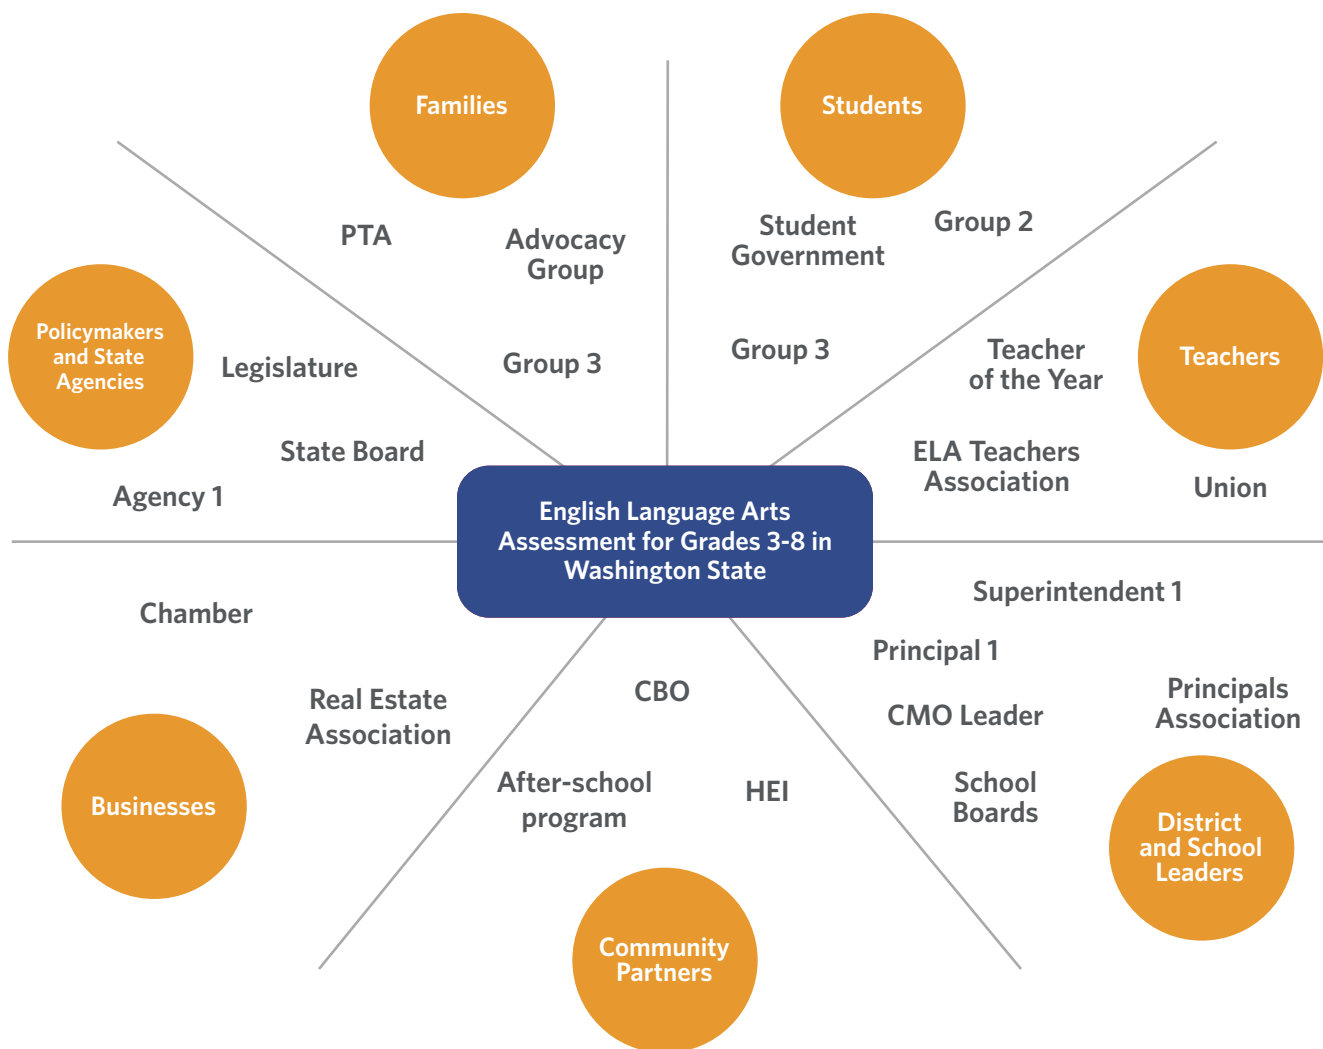 Families
PTA
Advocacy
Group
Group 3
Students
Student
Government
Group 2
Group 3
Policymakers
and State
Agencies
Legislature
State Board
Agency 1
Teacher
of the Year
Teachers
ELA Teachers
Association
Union
English Language Arts
Assessment for Grades 3-8 in
Washington State
Chamber
Real Estate
Association
Businesses
CBO
After-school
program
HEI
Community
Partners
Superintendent 1
Principal 1
CMO Leader
Principals
Association
School
Boards
District
and School
Leaders